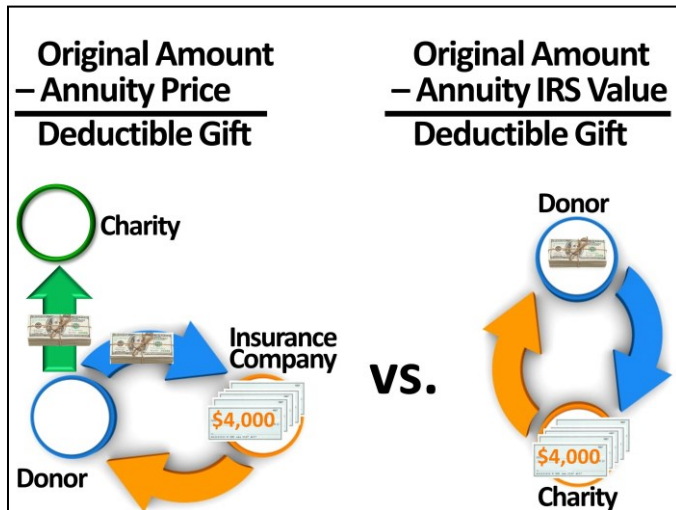 Original Amount
– Annuity Price
Deductible Gift
Charity
Insurance
Company
$4,000
Donor
vs.
Original Amount
– Annuity IRS Value
Deductible Gift
Donor
$4,000
Charity